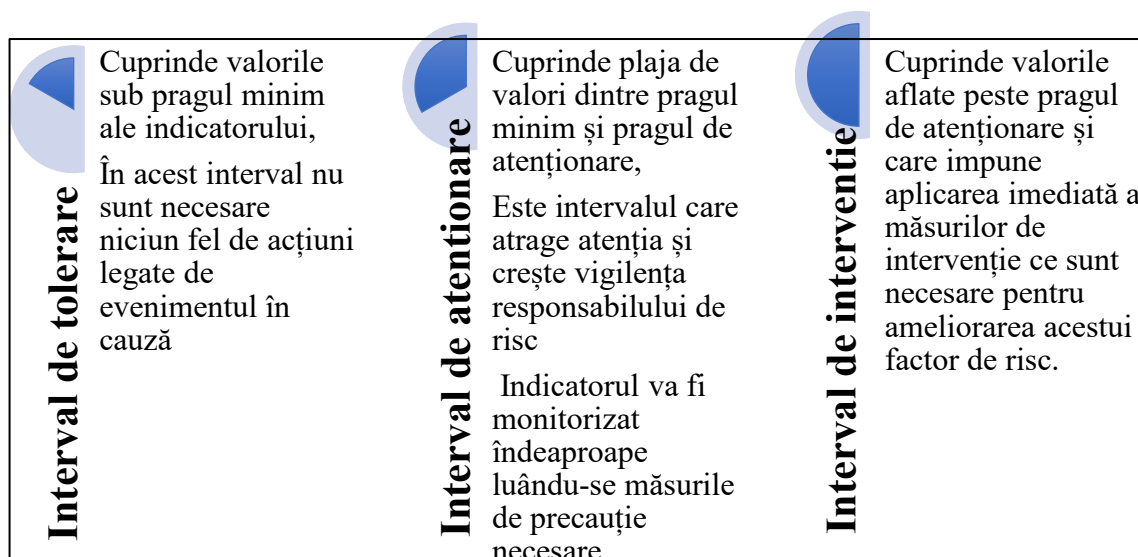 Interval de tolerare
Cuprinde valorile
sub pragul minim
ale indicatorului,
În acest interval nu
sunt necesare
niciun fel de acțiuni
legate de
evenimentul în
cauză
Interval de atentionare
Cuprinde plaja de
valori dintre pragul
minim și pragul de
atenționare,
Este intervalul care
atrage atenția și
crește vigilența
responsabilului de
risc
Indicatorul va fi
monitorizat
îndeaproape
luându-se măsurile
de precauție
necesare
Interval de interventie
Cuprinde valorile
aflate peste pragul
de atenționare și
care impune
aplicarea imediată a
măsurilor de
intervenție ce sunt
necesare pentru
ameliorarea acestui
factor de risc.